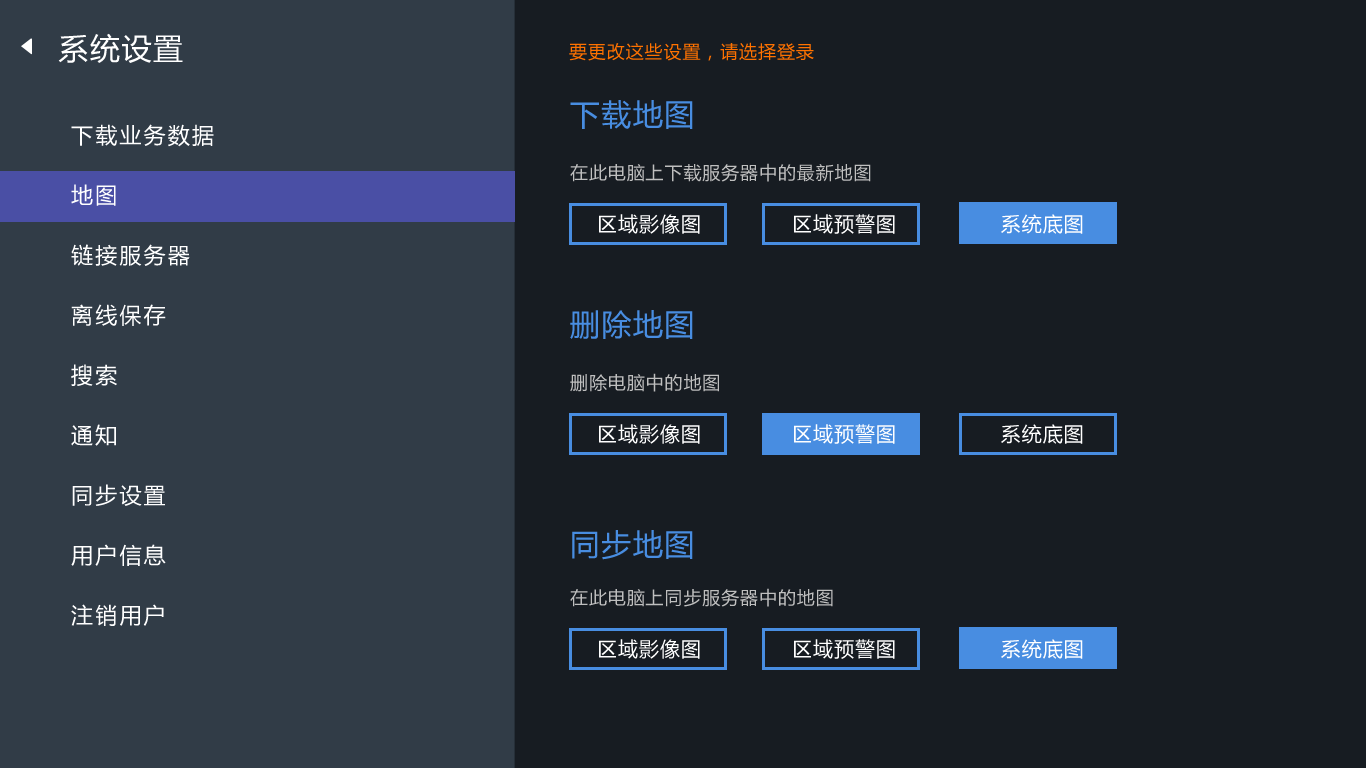 系统设置
下载业务数据
地图
链接服务器
离线保存
搜索
通知
同步设置
用户信息
注销用户
要更改这些设置，请选择登录
下载地图
在此电脑上下载服务器中的最新地图
区域影像图 区域预警图 系统底图
删除地图
删除电脑中的地图
区域影像图 区域预警图 系统底图
同步地图
在此电脑上同步服务器中的地图
区域影像图 区域预警图 系统底图